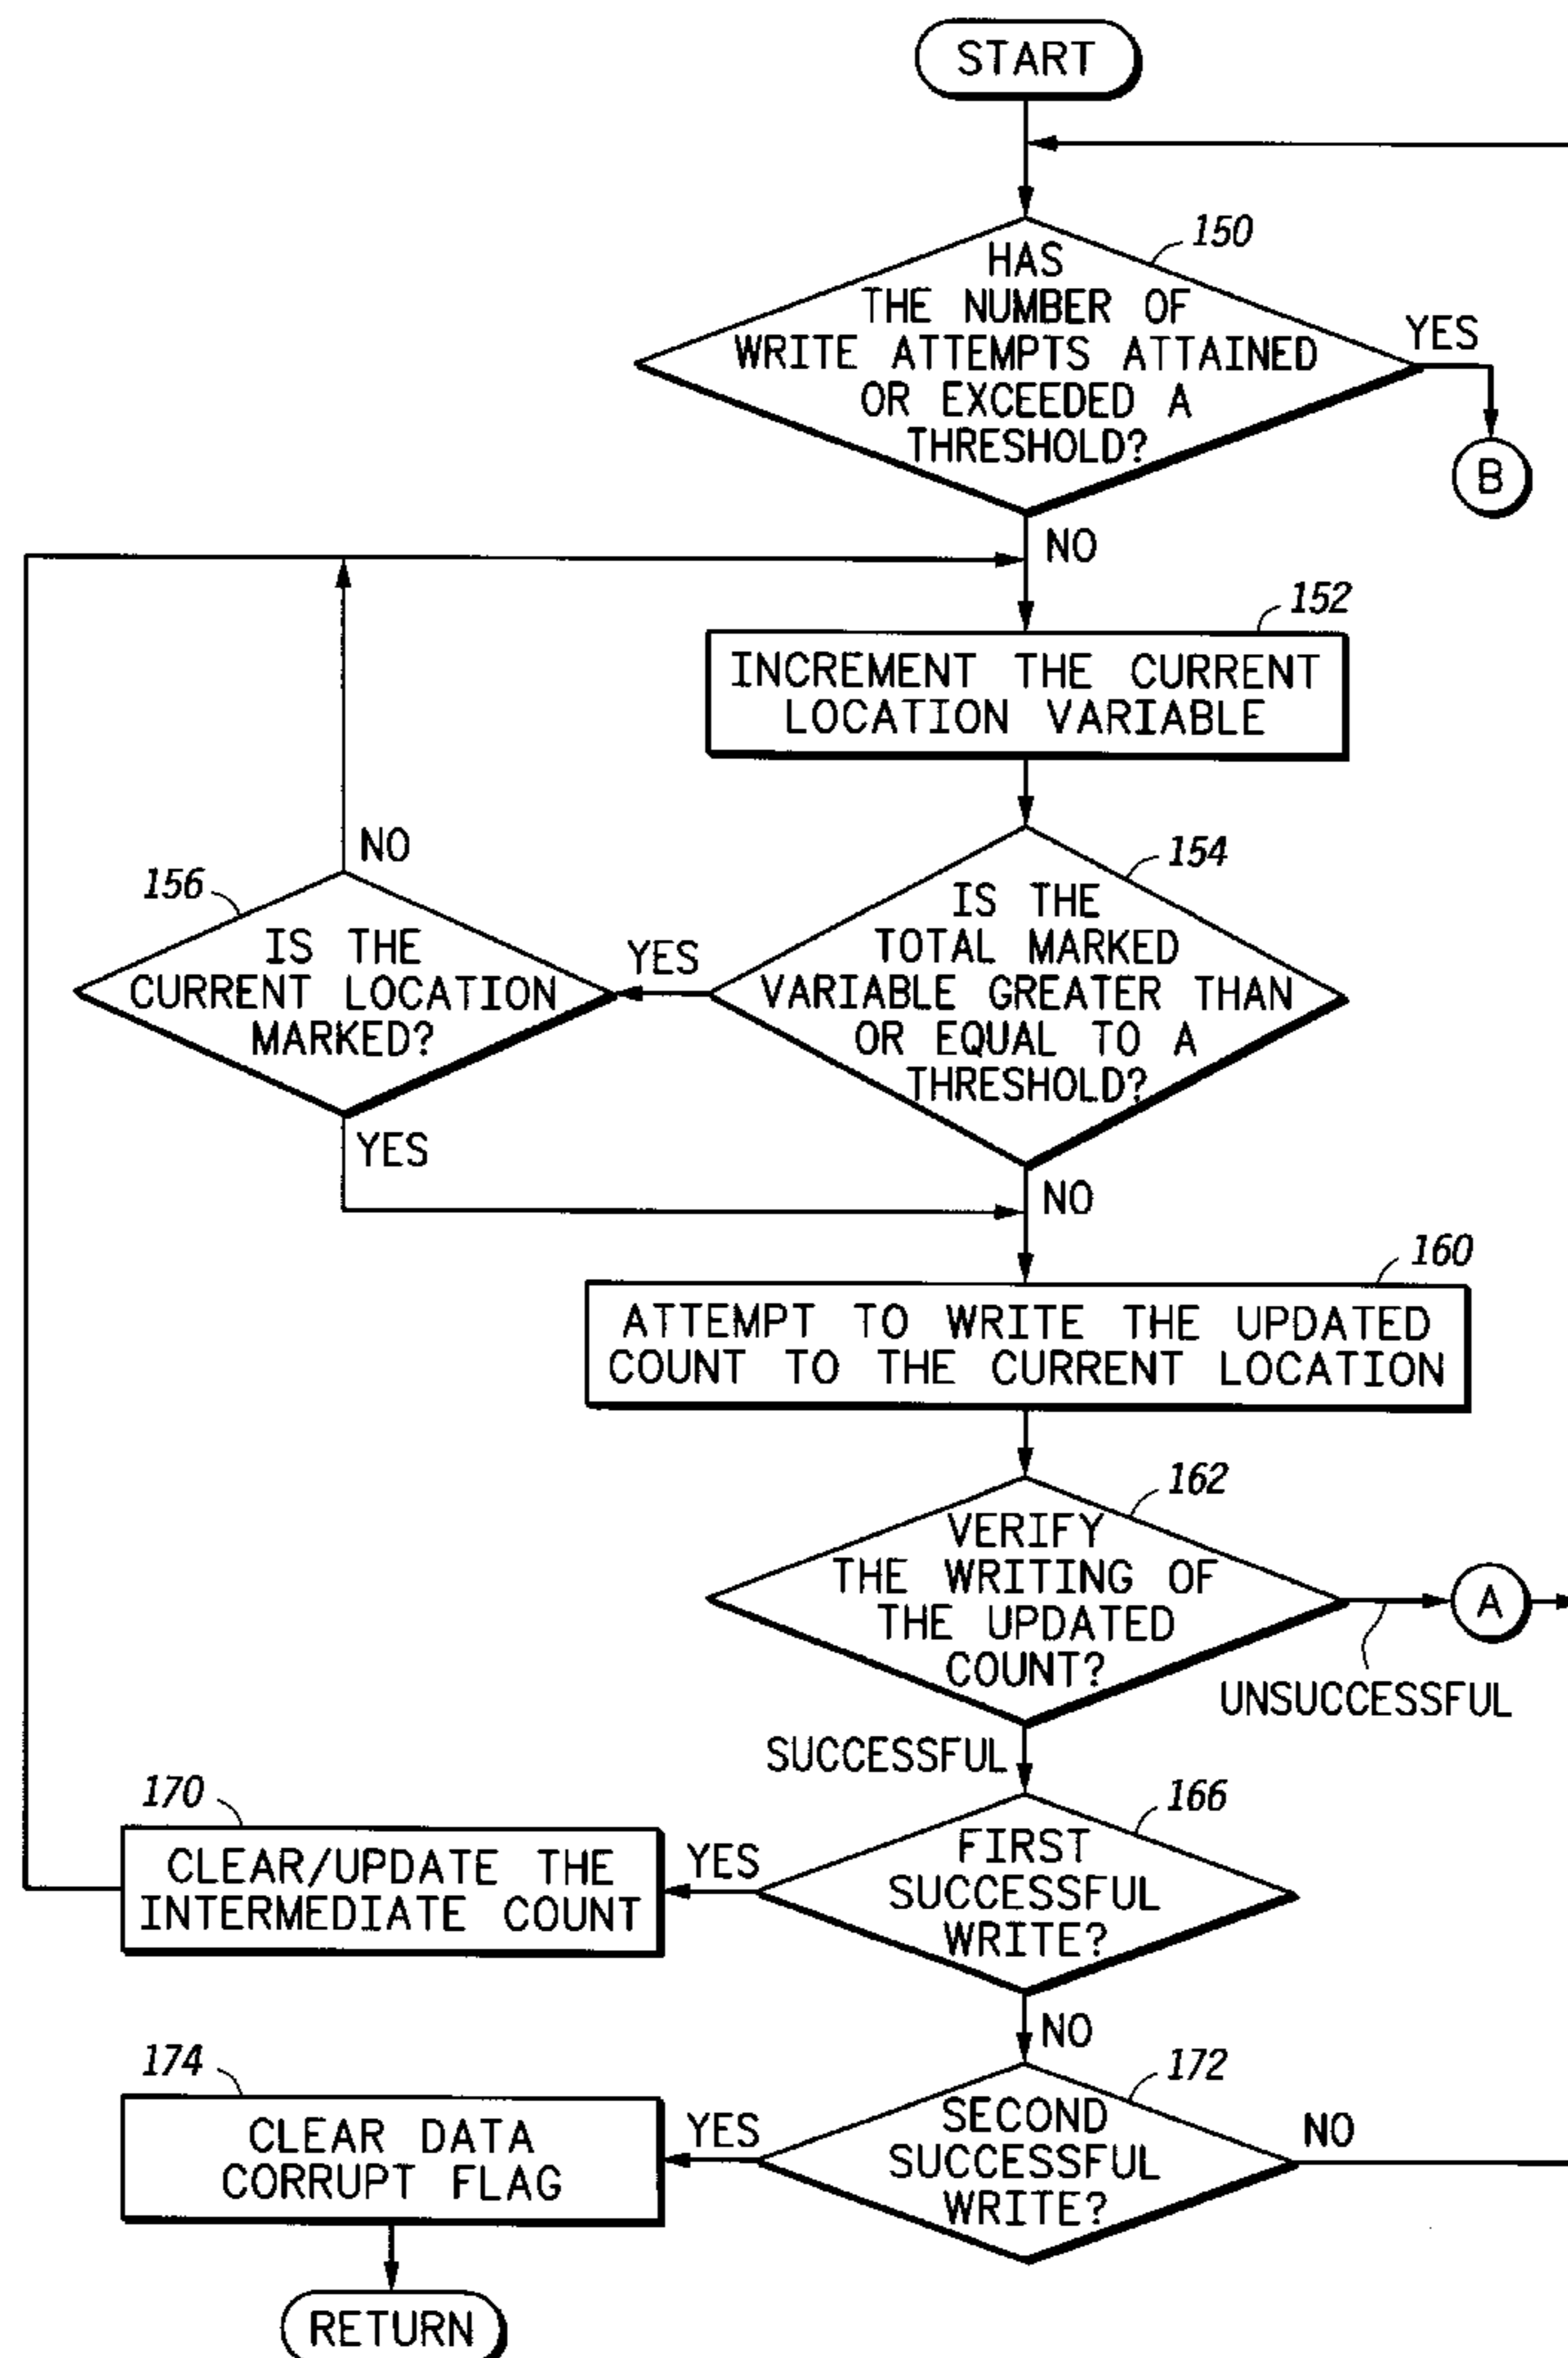 START
150
HAS
THE NUMBER OF
WRITE ATTEMPTS ATTAINED
OR EXCEEDED A
THRESHOLD?
YES
B
NO
152
INCREMENT THE CURRENT
LOCATION VARIABLE
NO
154
156
IS THE
TOTAL MARKED
VARIABLE GREATER THAN
OR EQUAL TO A
THRESHOLD?
YES
IS THE
CURRENT LOCATION
MARKED?
YES
NO
160
ATTEMPT TO WRITE THE UPDATED
COUNT TO THE CURRENT LOCATION
162
VERIFY
THE WRITING OF
THE UPDATED
COUNT?
A
UNSUCCESSFUL
SUCCESSFUL
170
166
FIRST
SUCCESSFUL
WRITE?
YES
CLEAR/UPDATE THE
INTERMEDIATE COUNT
NO
174
172
SECOND
SUCCESSFUL
WRITE?
YES
NO
CLEAR DATA
CORRUPT FLAG
RETURN